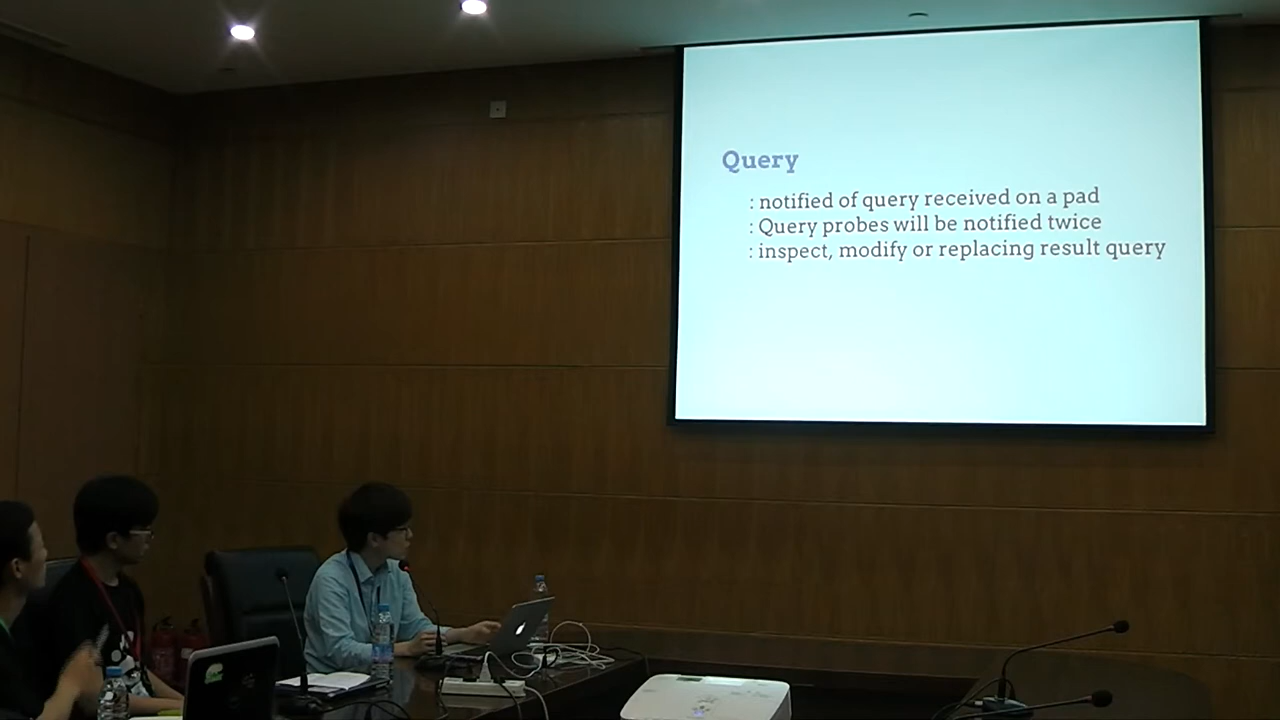 Query
: notified of query received on a pad
: Query probes will be notified twice
: inspect, modify or replacing result query